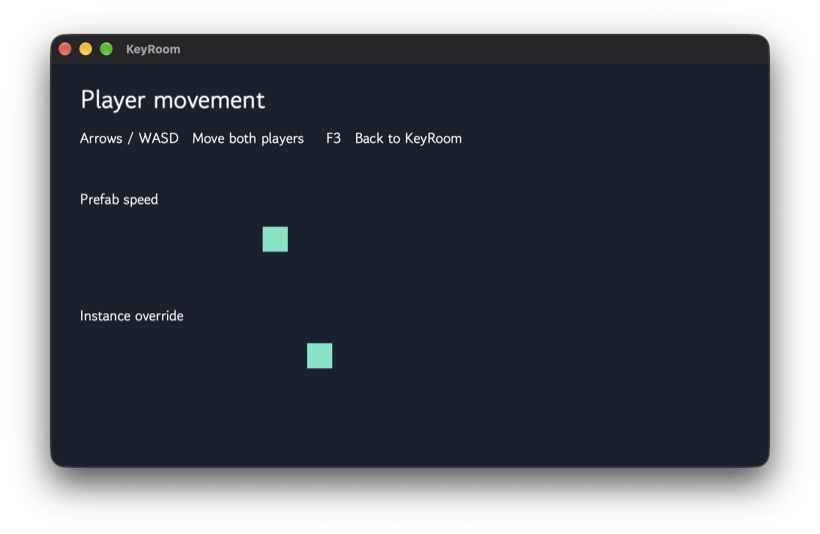 KeyRoom
Player movement
Arrows / WASD Move both players F3 Back to KeyRoom
Prefab speed
Instance override